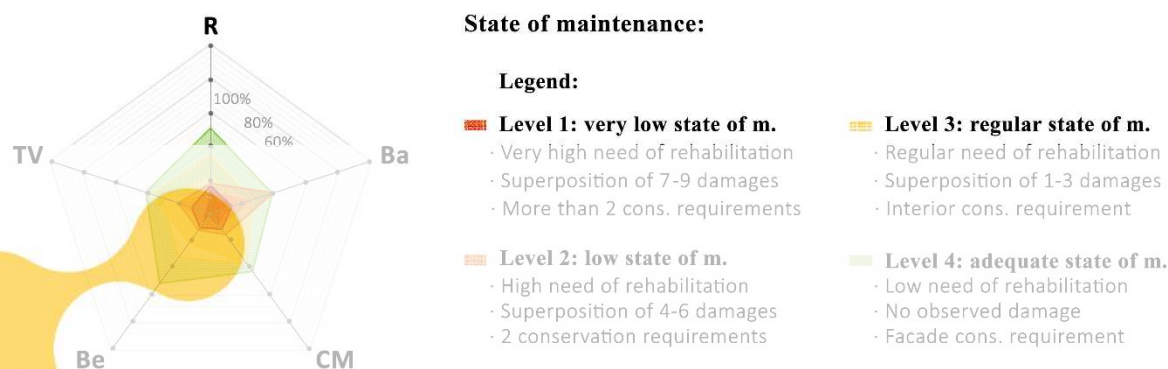 R
State of maintenance:
Legend:
100%
80%
60%
TV
Ba
Be
CM
Level 1: very low state of m.
· Very high need of rehabilitation
· Superposition of 7-9 damages
· More than 2 cons. requirements
Level 2: low state of m.
· High need of rehabilitation
· Superposition of 4-6 damages
· 2 conservation requirements
Level 3: regular state of m.
· Regular need of rehabilitation
· Superposition of 1-3 damages
· Interior cons. requirement
Level 4: adequate state of m.
· Low need of rehabilitation
· No observed damage
· Facade cons. requirement